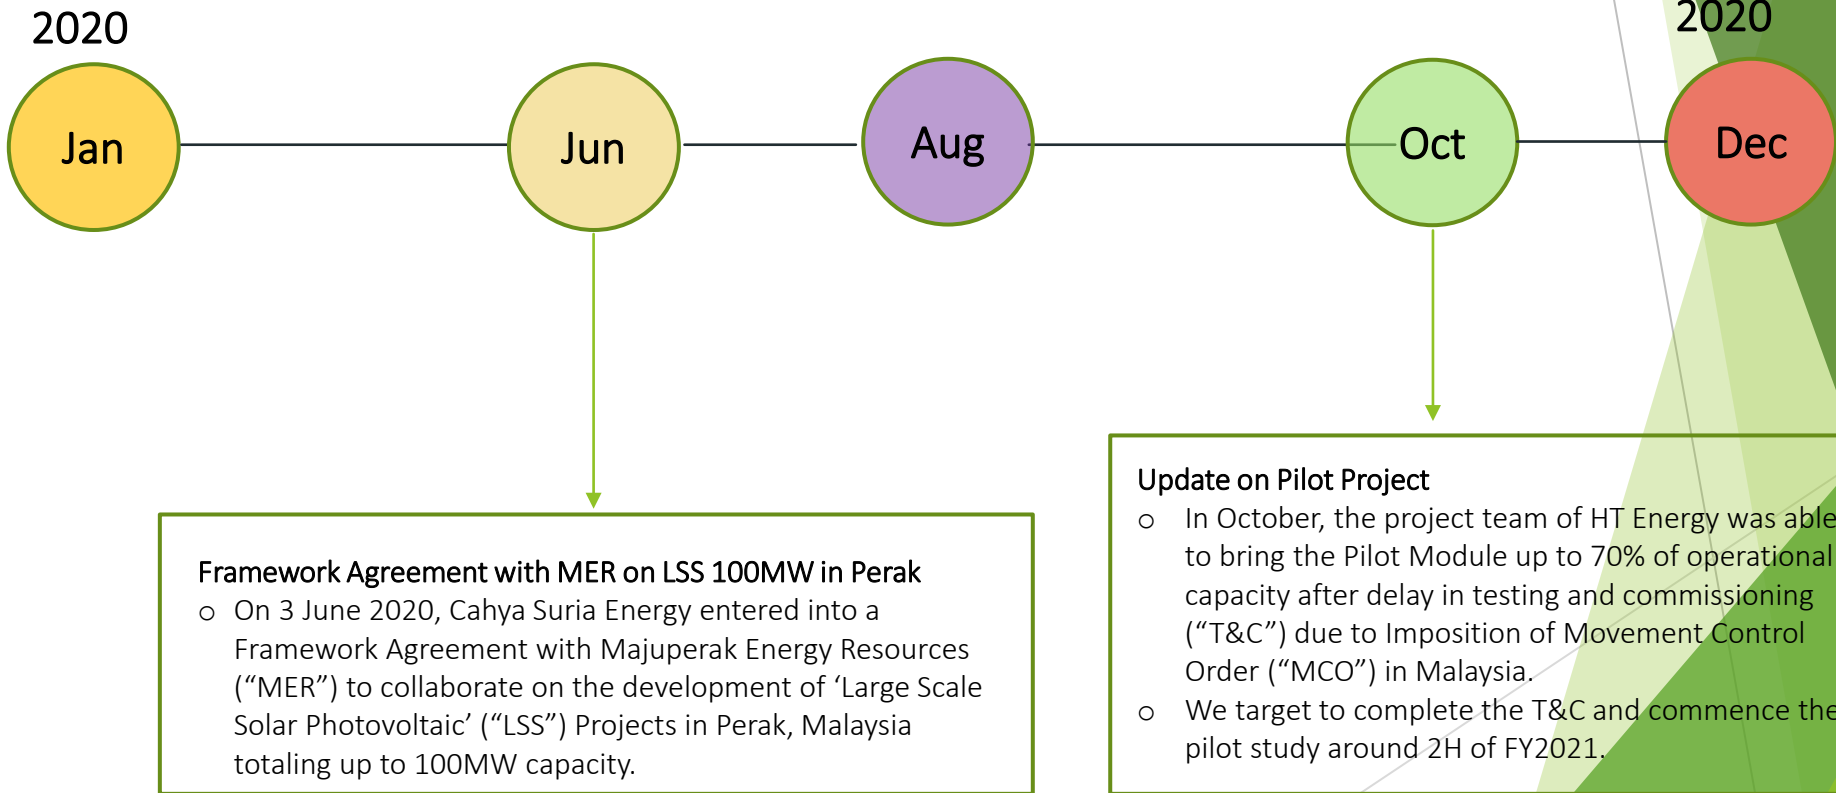 2020
2020
Jan
Jun
Aug
Oct
Dec
Framework Agreement with MER on LSS 100MW in Perak
o On 3 June 2020, Cahya Suria Energy entered into a
Framework Agreement with Majuperak Energy Resources
(“MER”) to collaborate on the development of ‘Large Scale
Solar Photovoltaic’ (“LSS”) Projects in Perak, Malaysia
totaling up to 100MW capacity.
Update on Pilot Project
o In October, the project team of HT Energy was able
to bring the Pilot Module up to 70% of operational
capacity after delay in testing and commissioning
(“T&C”) due to Imposition of Movement Control
Order (“MCO”) in Malaysia.
o We target to complete the T&C and commence the
pilot study around 2H of FY2021.